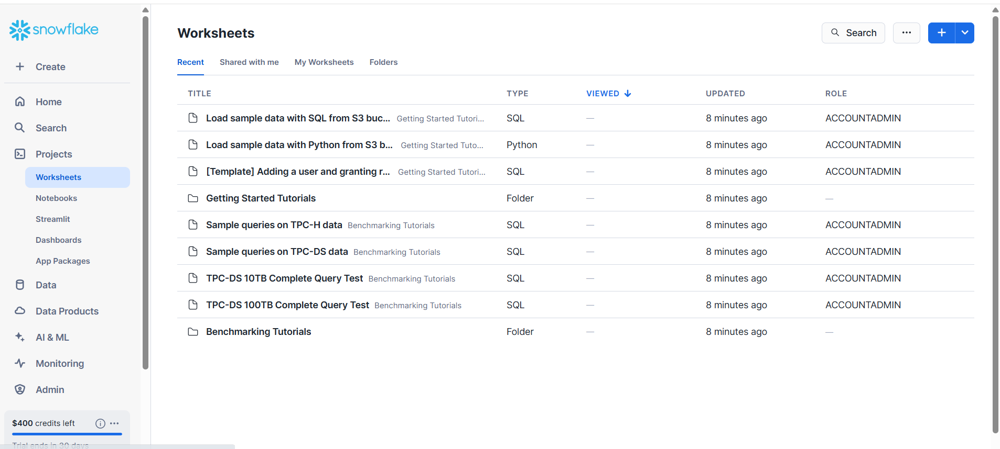 snowflake
Create
Home
Search
Projects
Worksheets
Notebooks
Streamlit
Dashboards
App Packages
Data
Data Products
AI & ML
Monitoring
Admin
$400 credits left
Trial ends in 30 days
Worksheets
Search
Recent Shared with me My Worksheets Folders
TITLE TYPE VIEWED UPDATED ROLE
Load sample data with SQL from S3 buc... Getting Started Tutori... SQL — 8 minutes ago ACCOUNTADMIN
Load sample data with Python from S3 b... Getting Started Tuto... Python — 8 minutes ago ACCOUNTADMIN
[Template] Adding a user and granting r... Getting Started Tutori... SQL — 8 minutes ago ACCOUNTADMIN
Getting Started Tutorials Folder — 8 minutes ago —
Sample queries on TPC-H data Benchmarking Tutorials SQL — 8 minutes ago ACCOUNTADMIN
Sample queries on TPC-DS data Benchmarking Tutorials SQL — 8 minutes ago ACCOUNTADMIN
TPC-DS 10TB Complete Query Test Benchmarking Tutorials SQL — 8 minutes ago ACCOUNTADMIN
TPC-DS 100TB Complete Query Test Benchmarking Tutorials SQL — 8 minutes ago ACCOUNTADMIN
Benchmarking Tutorials Folder — 8 minutes ago —